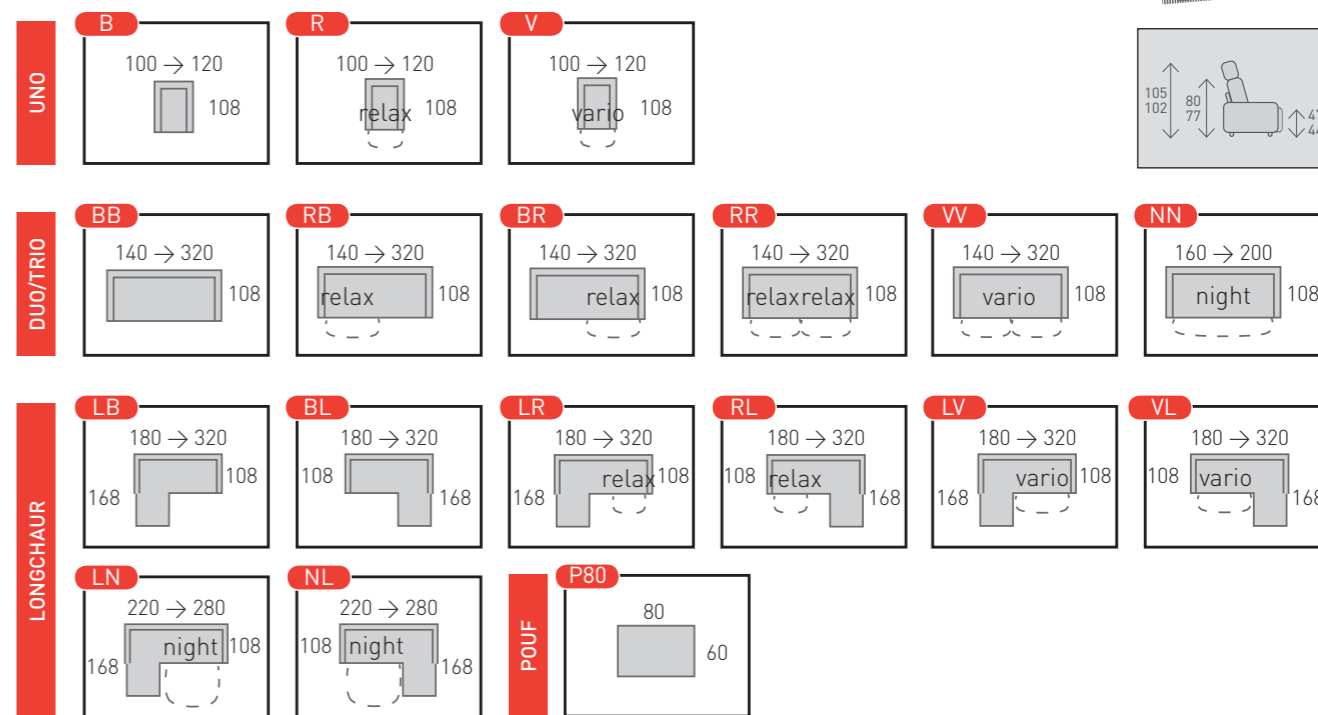 UNO
B
100 → 120
108
R
100 → 120
relax 108
V
100 → 120
vario 108
105
102
80
77
DUO/TRIO
BB
140 → 320
108
RB
140 → 320
relax 108
BR
140 → 320
relax 108
RR
140 → 320
relaxrelax 108
VV
140 → 320
vario 108
NN
160 → 200
night 108
LONGCHAUR
LB
180 → 320
108
168
BL
180 → 320
108
168
LR
180 → 320
relax 108
168
RL
180 → 320
108 relax
168
LV
180 → 320
vario 108
168
VL
180 → 320
108 vario
168
LN
220 → 280
night 108
168
NL
220 → 280
108 night
168
POUF
P80
80
60